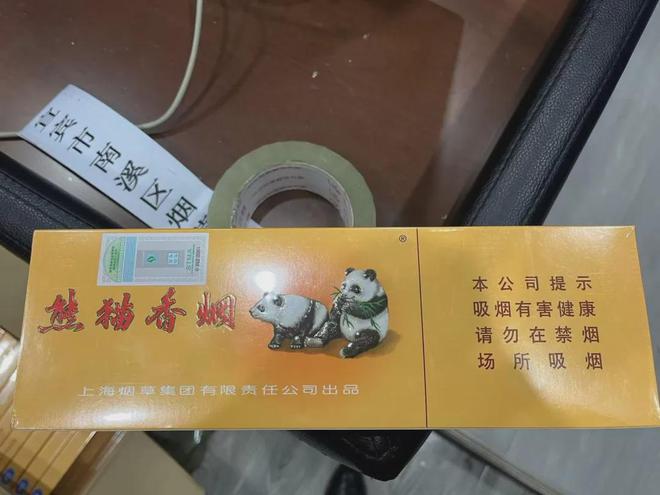 宜宾市南溪区烟
熊猫香烟
®
上海烟草集团有限责任公司出品
本公司提示
吸烟有害健康
请勿在禁烟
场所吸烟